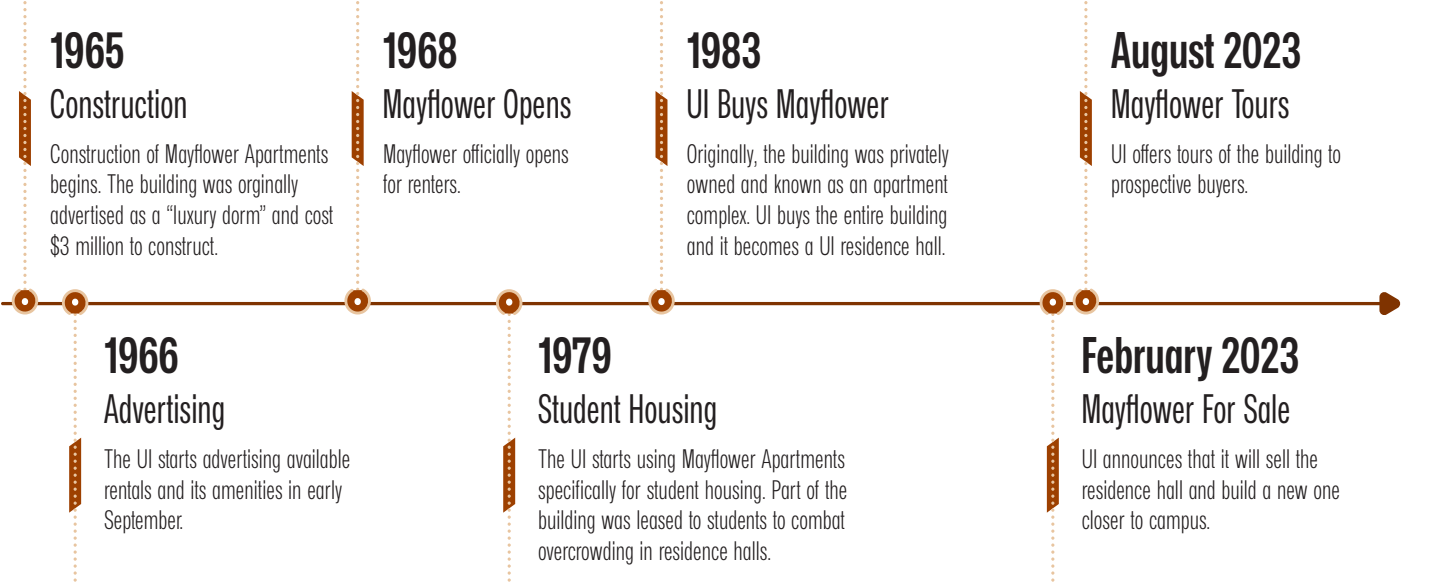 1965
Construction
Construction of Mayflower Apartments
begins. The building was orginally
advertised as a “luxury dorm” and cost
$3 million to construct.
1968
Mayflower Opens
Mayflower officially opens
for renters.
1983
UI Buys Mayflower
Originally, the building was privately
owned and known as an apartment
complex. UI buys the entire building
and it becomes a UI residence hall.
August 2023
Mayflower Tours
UI offers tours of the building to
prospective buyers.
1966
Advertising
The UI starts advertising available
rentals and its amenities in early
September.
1979
Student Housing
The UI starts using Mayflower Apartments
specifically for student housing. Part of the
building was leased to students to combat
overcrowding in residence halls.
February 2023
Mayflower For Sale
UI announces that it will sell the
residence hall and build a new one
closer to campus.